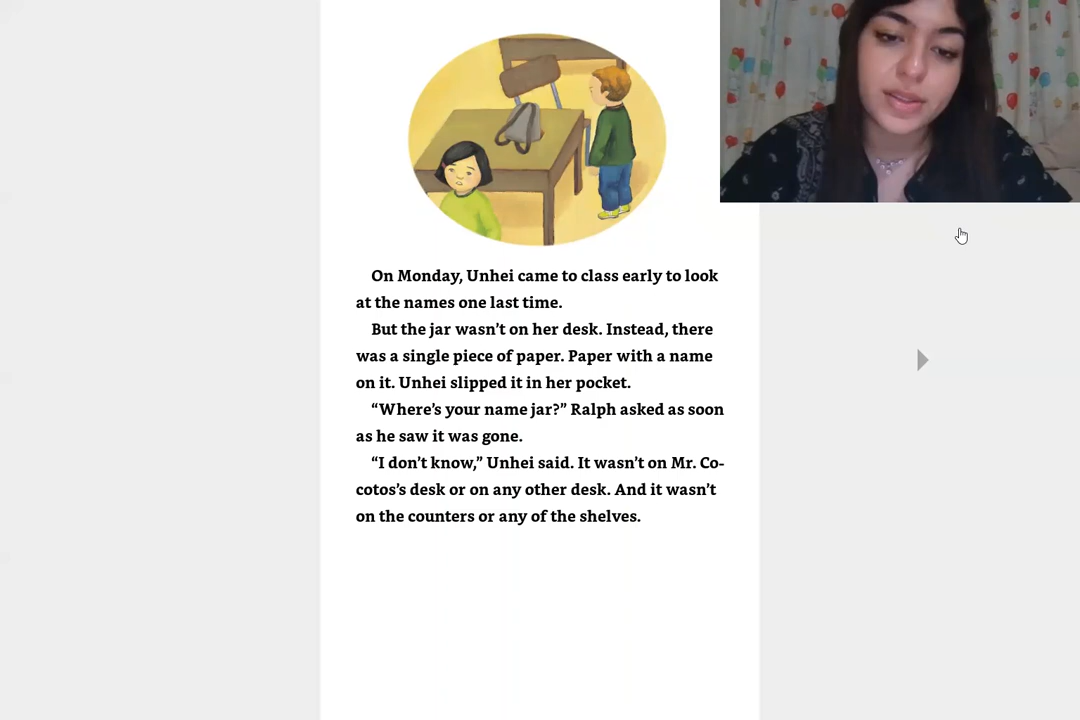 On Monday, Unhei came to class early to look
at the names one last time.
But the jar wasn’t on her desk. Instead, there
was a single piece of paper. Paper with a name
on it. Unhei slipped it in her pocket.
“Where’s your name jar?” Ralph asked as soon
as he saw it was gone.
“I don’t know,” Unhei said. It wasn’t on Mr. Co-
cotos’s desk or on any other desk. And it wasn’t
on the counters or any of the shelves.